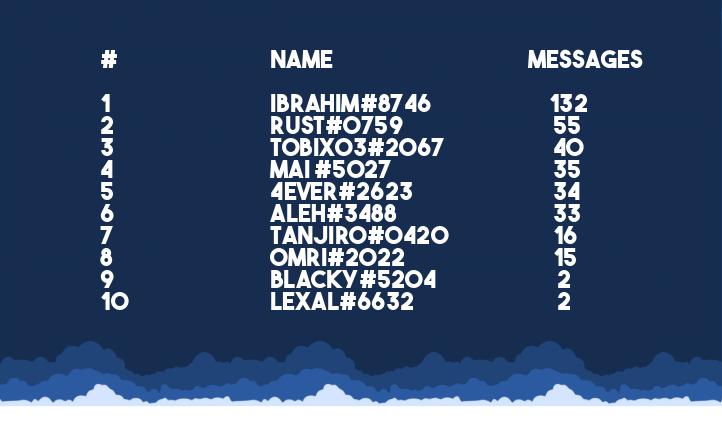 # NAME MESSAGES
1 IBRAHIM#8746 132
2 RUST#0759 55
3 TOBIXO3#2067 40
4 MAI #5027 35
5 4EVER#2623 34
6 ALEH#3488 33
7 TANJIRO#0420 16
8 OMRI#2022 15
9 BLACKY#5204 2
10 LEXAL#6632 2